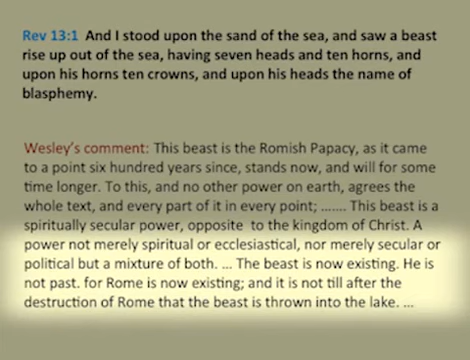 Rev 13:1 And I stood upon the sand of the sea, and saw a beast
rise up out of the sea, having seven heads and ten horns, and
upon his horns ten crowns, and upon his heads the name of
blasphemy.
Wesley's comment: This beast is the Romish Papacy, as it came
to a point six hundred years since, stands now, and will for some
time longer. To this, and no other power on earth, agrees the
whole text, and every part of it in every point; ....... This beast is a
spiritually secular power, opposite to the kingdom of Christ. A
power not merely spiritual or ecclesiastical, nor merely secular or
political but a mixture of both. ... The beast is now existing. He is
not past. for Rome is now existing; and it is not till after the
destruction of Rome that the beast is thrown into the lake. ...